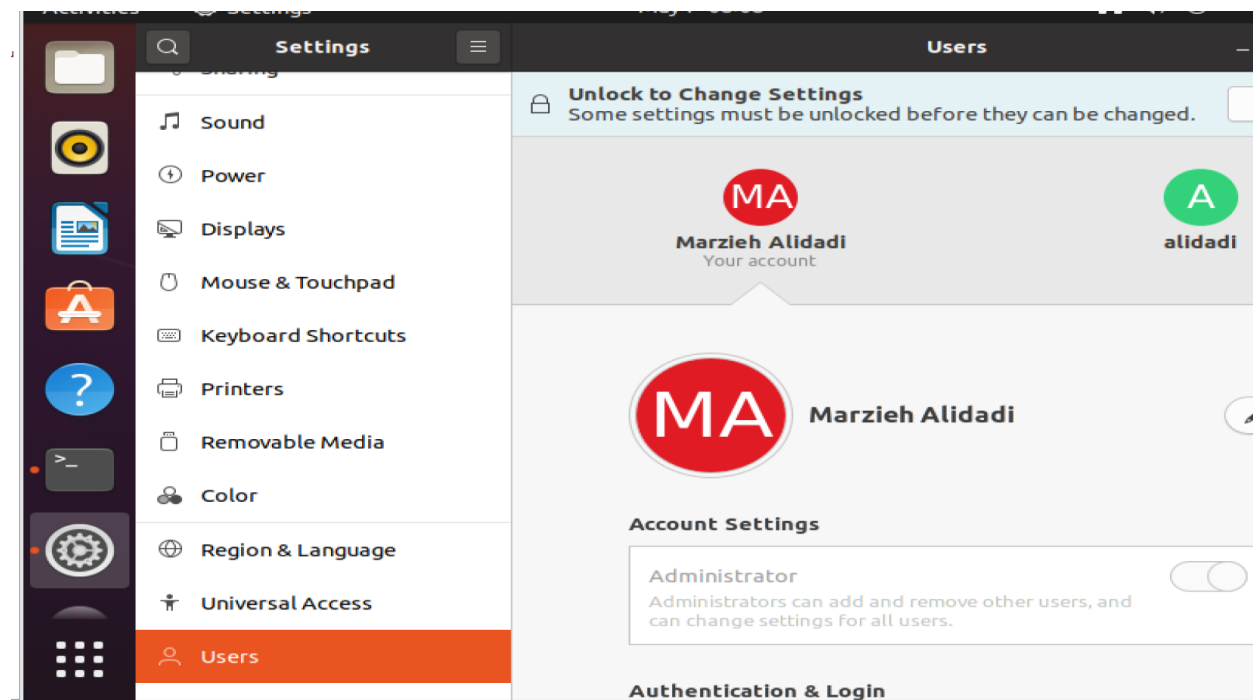 Activities
Settings
Settings
Users
Sharing
Sound
Power
Displays
Mouse & Touchpad
Keyboard Shortcuts
Printers
Removable Media
Color
Region & Language
Universal Access
Users
Unlock to Change Settings
Some settings must be unlocked before they can be changed.
MA
Marzieh Alidadi
Your account
A
alidadi
MA
Marzieh Alidadi
Account Settings
Administrator
Administrators can add and remove other users, and
can change settings for all users.
Authentication & Login